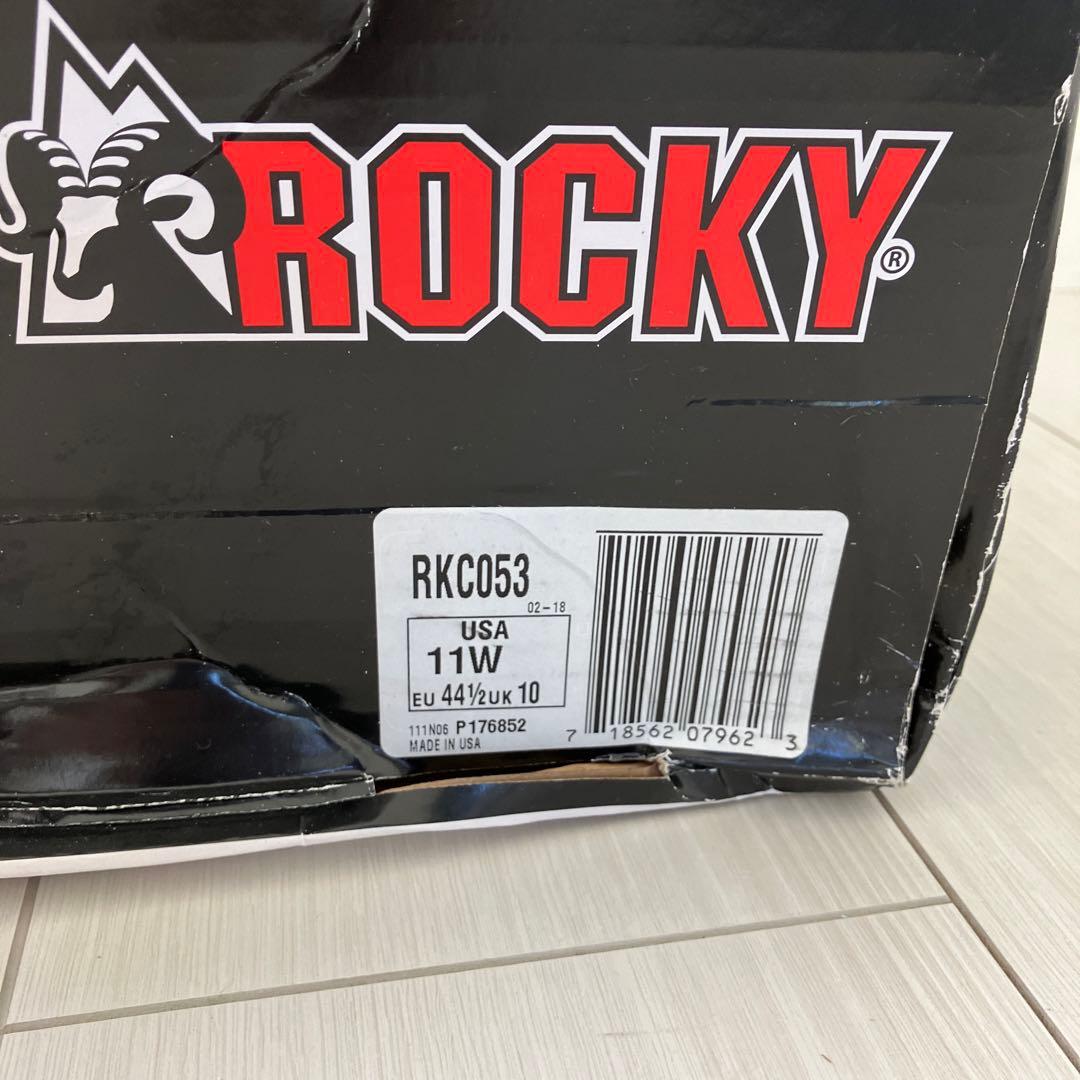 ROCKY®
RKC053
02-18
USA
11W
EU 44½ UK 10
111N06 P176852
MADE IN USA
7 18562 07962 3